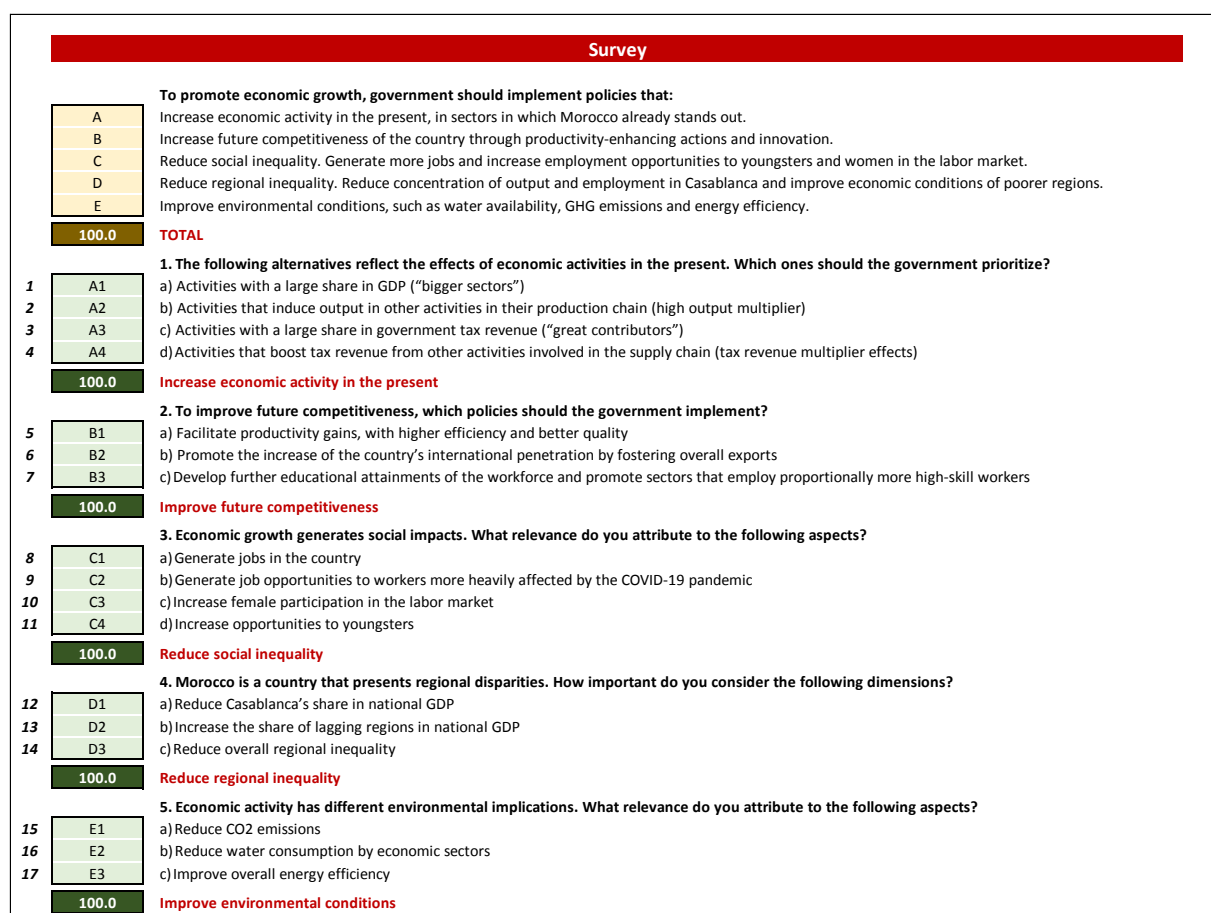 Survey
To promote economic growth, government should implement policies that:
A Increase economic activity in the present, in sectors in which Morocco already stands out.
B Increase future competitiveness of the country through productivity-enhancing actions and innovation.
C Reduce social inequality. Generate more jobs and increase employment opportunities to youngsters and women in the labor market.
D Reduce regional inequality. Reduce concentration of output and employment in Casablanca and improve economic conditions of poorer regions.
E Improve environmental conditions, such as water availability, GHG emissions and energy efficiency.
100.0 TOTAL
1. The following alternatives reflect the effects of economic activities in the present. Which ones should the government prioritize?
1 A1 a) Activities with a large share in GDP (“bigger sectors”)
2 A2 b) Activities that induce output in other activities in their production chain (high output multiplier)
3 A3 c) Activities with a large share in government tax revenue (“great contributors”)
4 A4 d) Activities that boost tax revenue from other activities involved in the supply chain (tax revenue multiplier effects)
100.0 Increase economic activity in the present
2. To improve future competitiveness, which policies should the government implement?
5 B1 a) Facilitate productivity gains, with higher efficiency and better quality
6 B2 b) Promote the increase of the country’s international penetration by fostering overall exports
7 B3 c) Develop further educational attainments of the workforce and promote sectors that employ proportionally more high-skill workers
100.0 Improve future competitiveness
3. Economic growth generates social impacts. What relevance do you attribute to the following aspects?
8 C1 a) Generate jobs in the country
9 C2 b) Generate job opportunities to workers more heavily affected by the COVID-19 pandemic
10 C3 c) Increase female participation in the labor market
11 C4 d) Increase opportunities to youngsters
100.0 Reduce social inequality
4. Morocco is a country that presents regional disparities. How important do you consider the following dimensions?
12 D1 a) Reduce Casablanca’s share in national GDP
13 D2 b) Increase the share of lagging regions in national GDP
14 D3 c) Reduce overall regional inequality
100.0 Reduce regional inequality
5. Economic activity has different environmental implications. What relevance do you attribute to the following aspects?
15 E1 a) Reduce CO2 emissions
16 E2 b) Reduce water consumption by economic sectors
17 E3 c) Improve overall energy efficiency
100.0 Improve environmental conditions